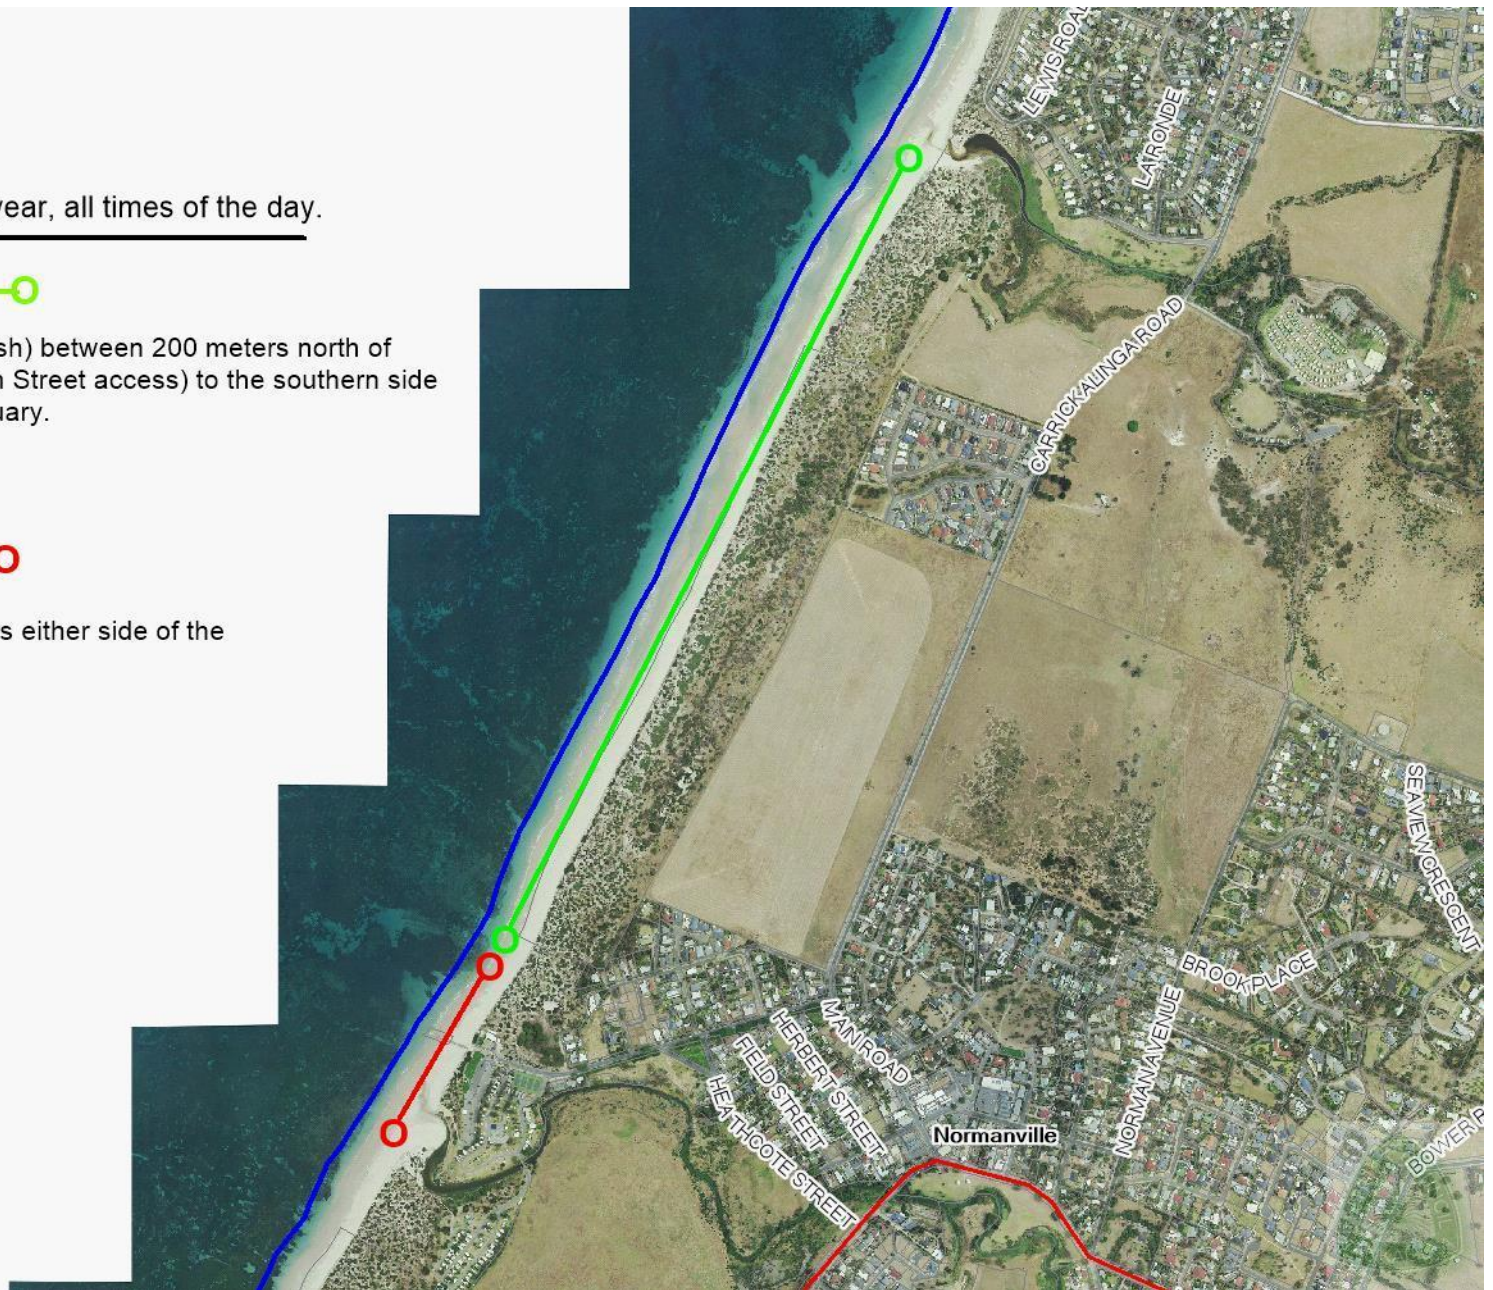 year, all times of the day.
sh) between 200 meters north of
n Street access) to the southern side
uary.
s either side of the
LEWIS ROAD
LA RONDE
CARRICKALINGA ROAD
SEAVIEW CRESCENT
BROOK PLACE
NORMAN AVENUE
MAIN ROAD
HERBERT STREET
FIELD STREET
HEATHCOTE STREET
Normanville
BOWER